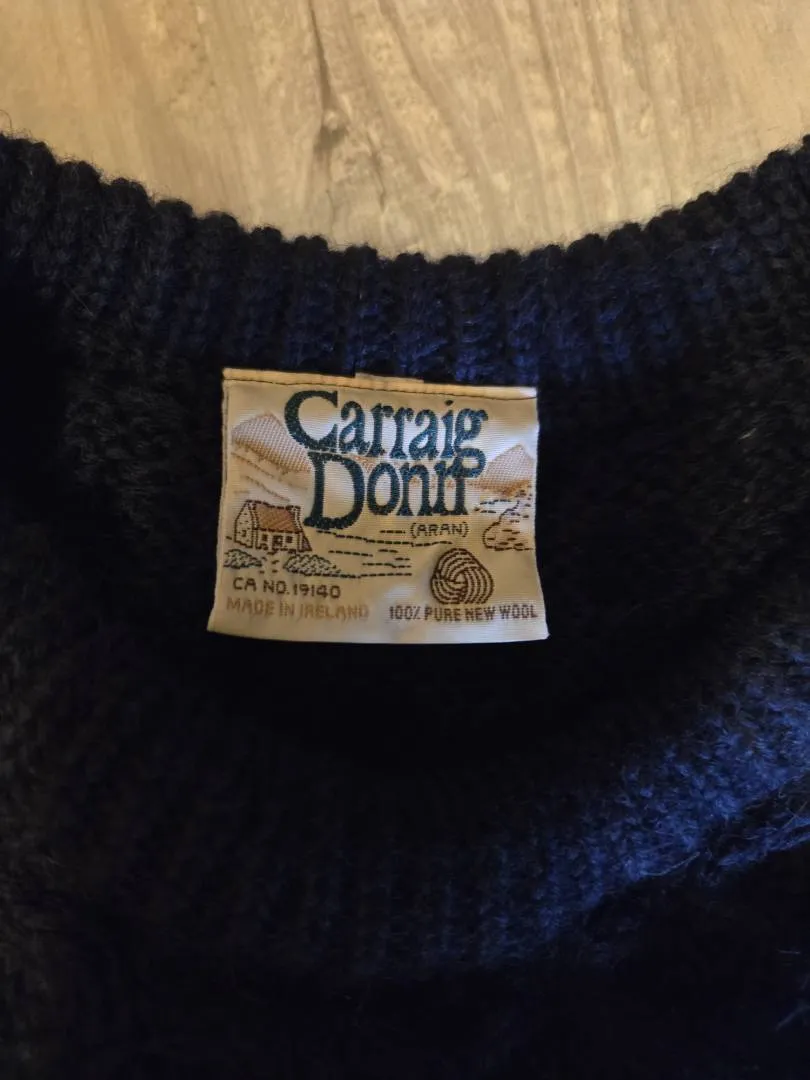 Carraig
Donn
(ARAN)
CA NO.19140
MADE IN IRELAND
100% PURE NEW WOOL